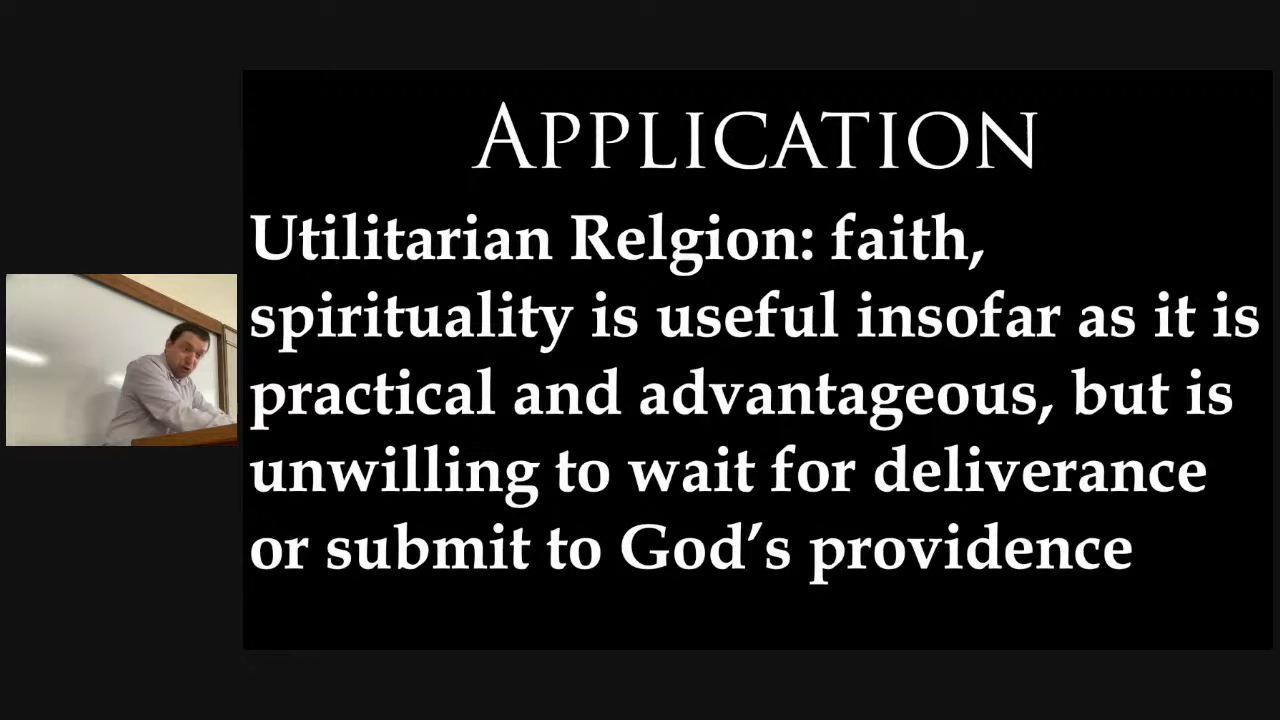 APPLICATION
Utilitarian Relgion: faith,
spirituality is useful insofar as it is
practical and advantageous, but is
unwilling to wait for deliverance
or submit to God’s providence